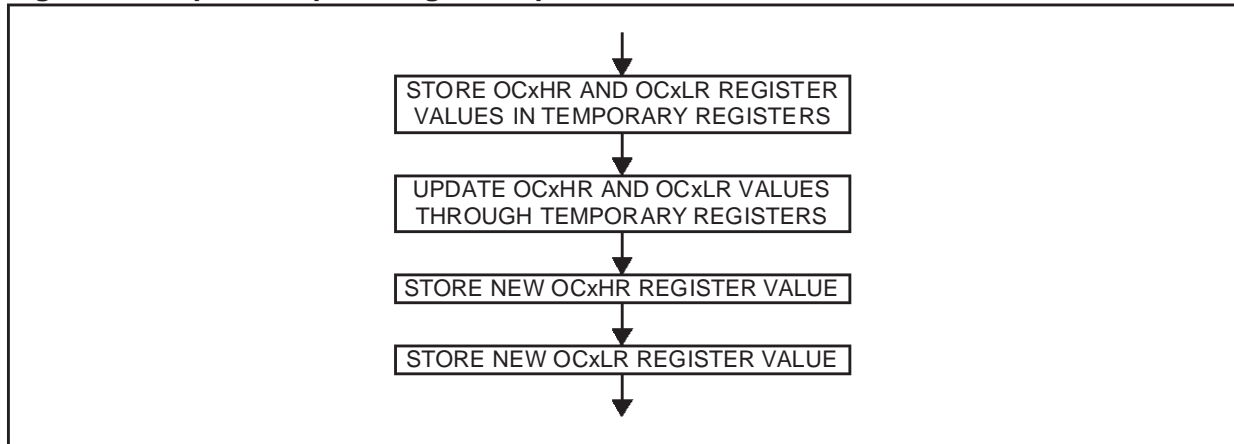 STORE OCxHR AND OCxLR REGISTER
VALUES IN TEMPORARY REGISTERS
UPDATE OCxHR AND OCxLR VALUES
THROUGH TEMPORARY REGISTERS
STORE NEW OCxHR REGISTER VALUE
STORE NEW OCxLR REGISTER VALUE